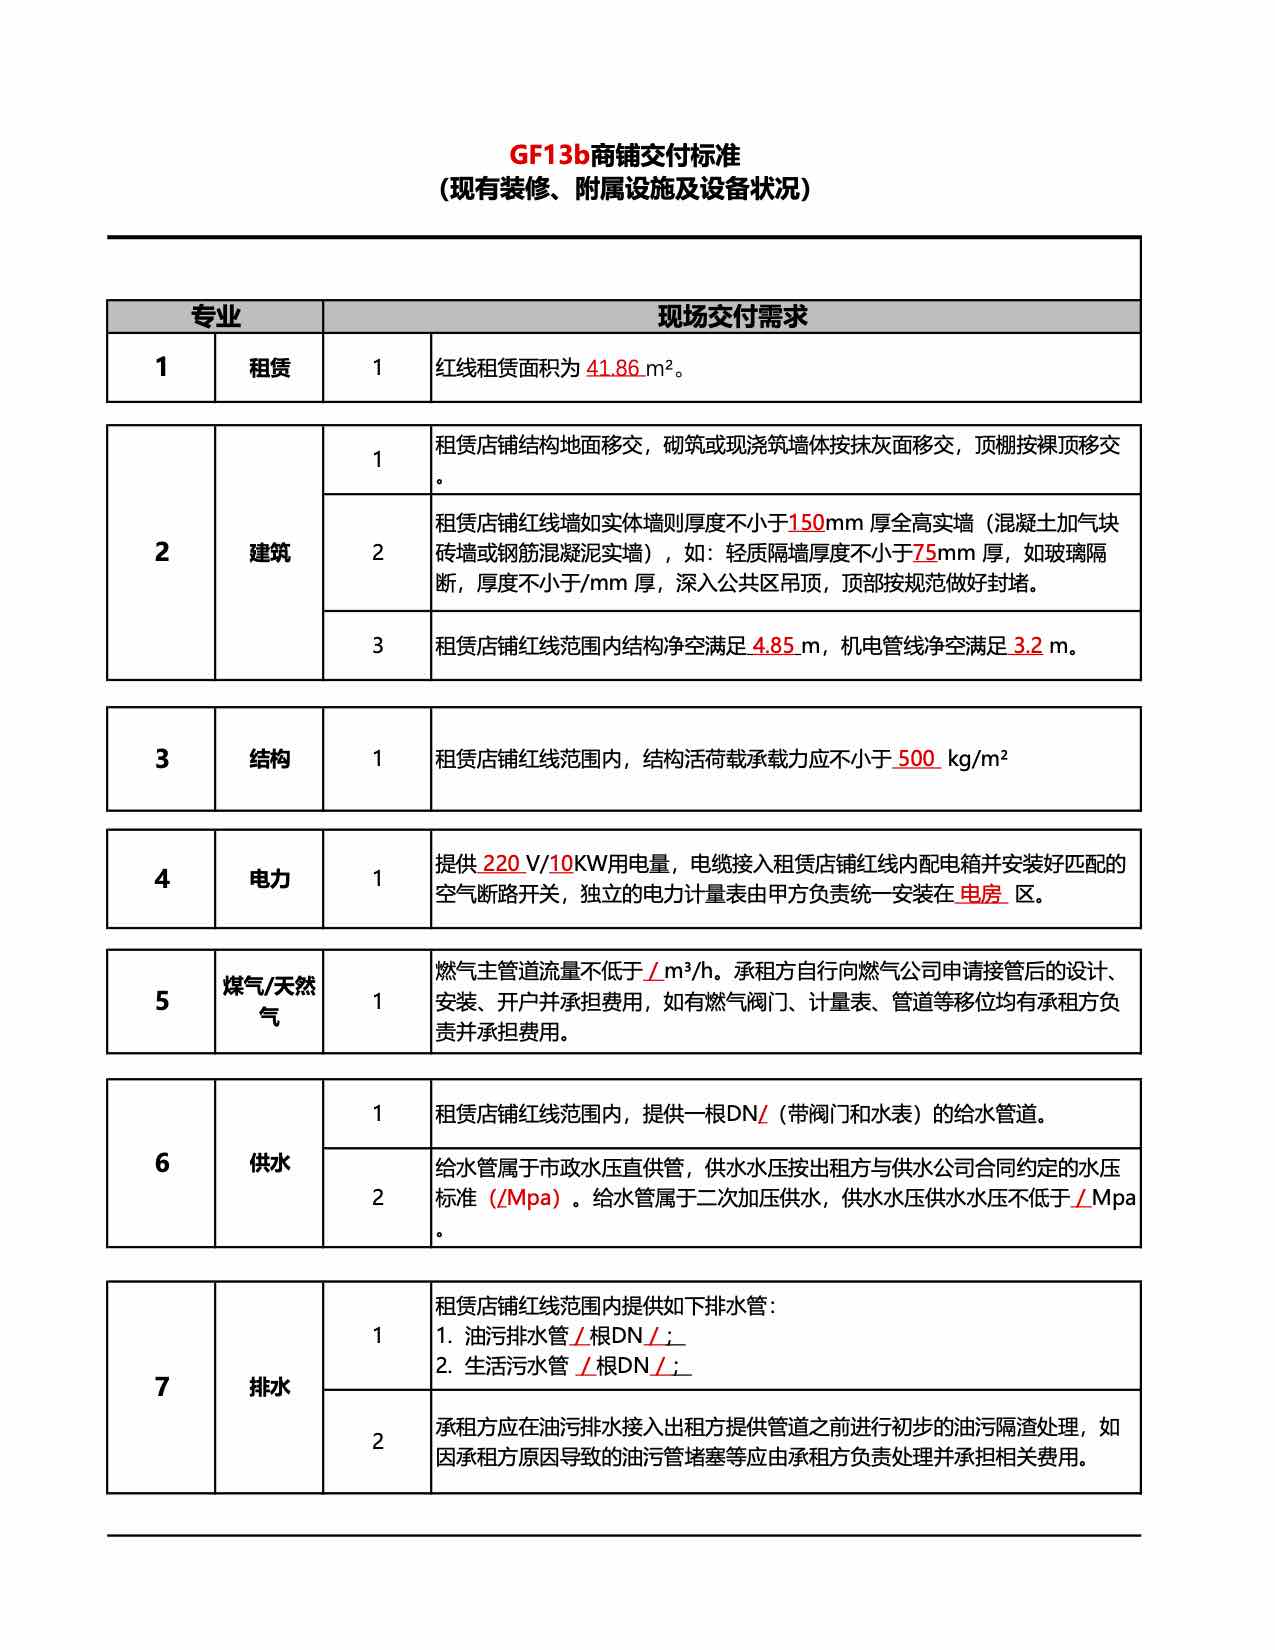 GF13b商铺交付标准
（现有装修、附属设施及设备状况）
专业
现场交付需求
1
租赁
1
红线租赁面积为 41.86 m²。
2
建筑
1
租赁店铺结构地面移交，砌筑或现浇筑墙体按抹灰面移交，顶棚按裸顶移交
。
2
租赁店铺红线墙如实体墙则厚度不小于150mm 厚全高实墙（混凝土加气块
砖墙或钢筋混凝泥实墙），如：轻质隔墙厚度不小于75mm 厚，如玻璃隔
断，厚度不小于/mm 厚，深入公共区吊顶，顶部按规范做好封堵。
3
租赁店铺红线范围内结构净空满足 4.85 m，机电管线净空满足 3.2 m。
3
结构
1
租赁店铺红线范围内，结构活荷载承载力应不小于 500 kg/m²
4
电力
1
提供 220 V/10KW用电量，电缆接入租赁店铺红线内配电箱并安装好匹配的
空气断路开关，独立的电力计量表由甲方负责统一安装在 电房 区。
5
煤气/天然
气
1
燃气主管道流量不低于 / m³/h。承租方自行向燃气公司申请接管后的设计、
安装、开户并承担费用，如有燃气阀门、计量表、管道等移位均有承租方负
责并承担费用。
6
供水
1
租赁店铺红线范围内，提供一根DN/（带阀门和水表）的给水管道。
2
给水管属于市政水压直供管，供水水压按出租方与供水公司合同约定的水压
标准（/Mpa）。给水管属于二次加压供水，供水水压供水水压不低于 / Mpa
。
7
排水
1
租赁店铺红线范围内提供如下排水管：
1. 油污排水管 / 根DN / ；
2. 生活污水管 / 根DN / ；
2
承租方应在油污排水接入出租方提供管道之前进行初步的油污隔渣处理，如
因承租方原因导致的油污管堵塞等应由承租方负责处理并承担相关费用。